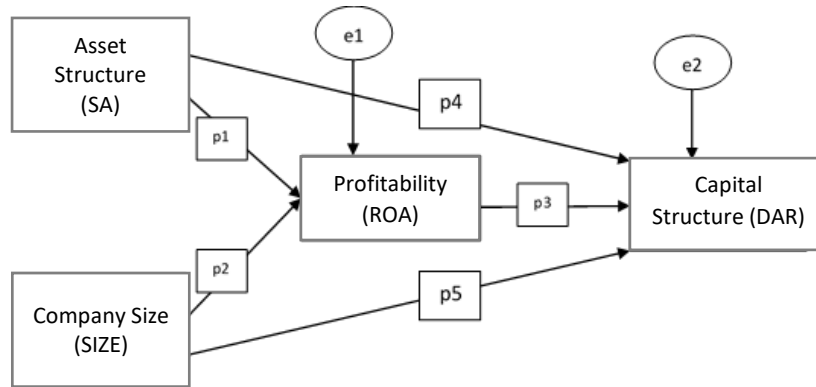 Asset
Structure
(SA)
e1
e2
p4
p1
Profitability
(ROA)
p3
Capital
Structure (DAR)
p2
p5
Company Size
(SIZE)